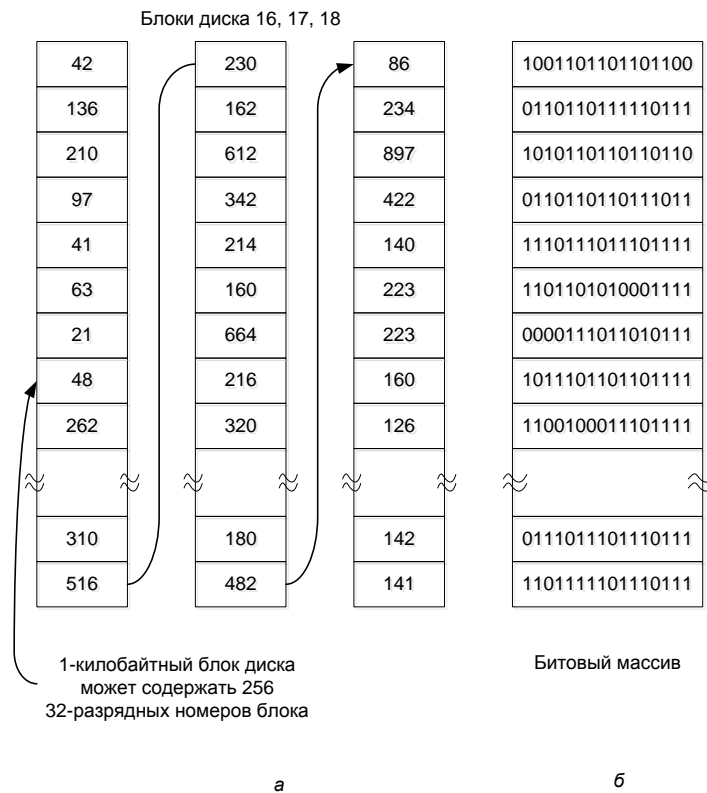 Блоки диска 16, 17, 18
42 230 86 1001101101101100
136 162 234 0110110111110111
210 612 897 1010110110110110
97 342 422 0110110110111011
41 214 140 1110111011101111
63 160 223 1101101010001111
21 664 223 0000111011010111
48 216 160 1011101101101111
262 320 126 1100100011101111
310 180 142 0111011101110111
516 482 141 1101111101110111
1-килобайтный блок диска
может содержать 256
32-разрядных номеров блока
Битовый массив
а б